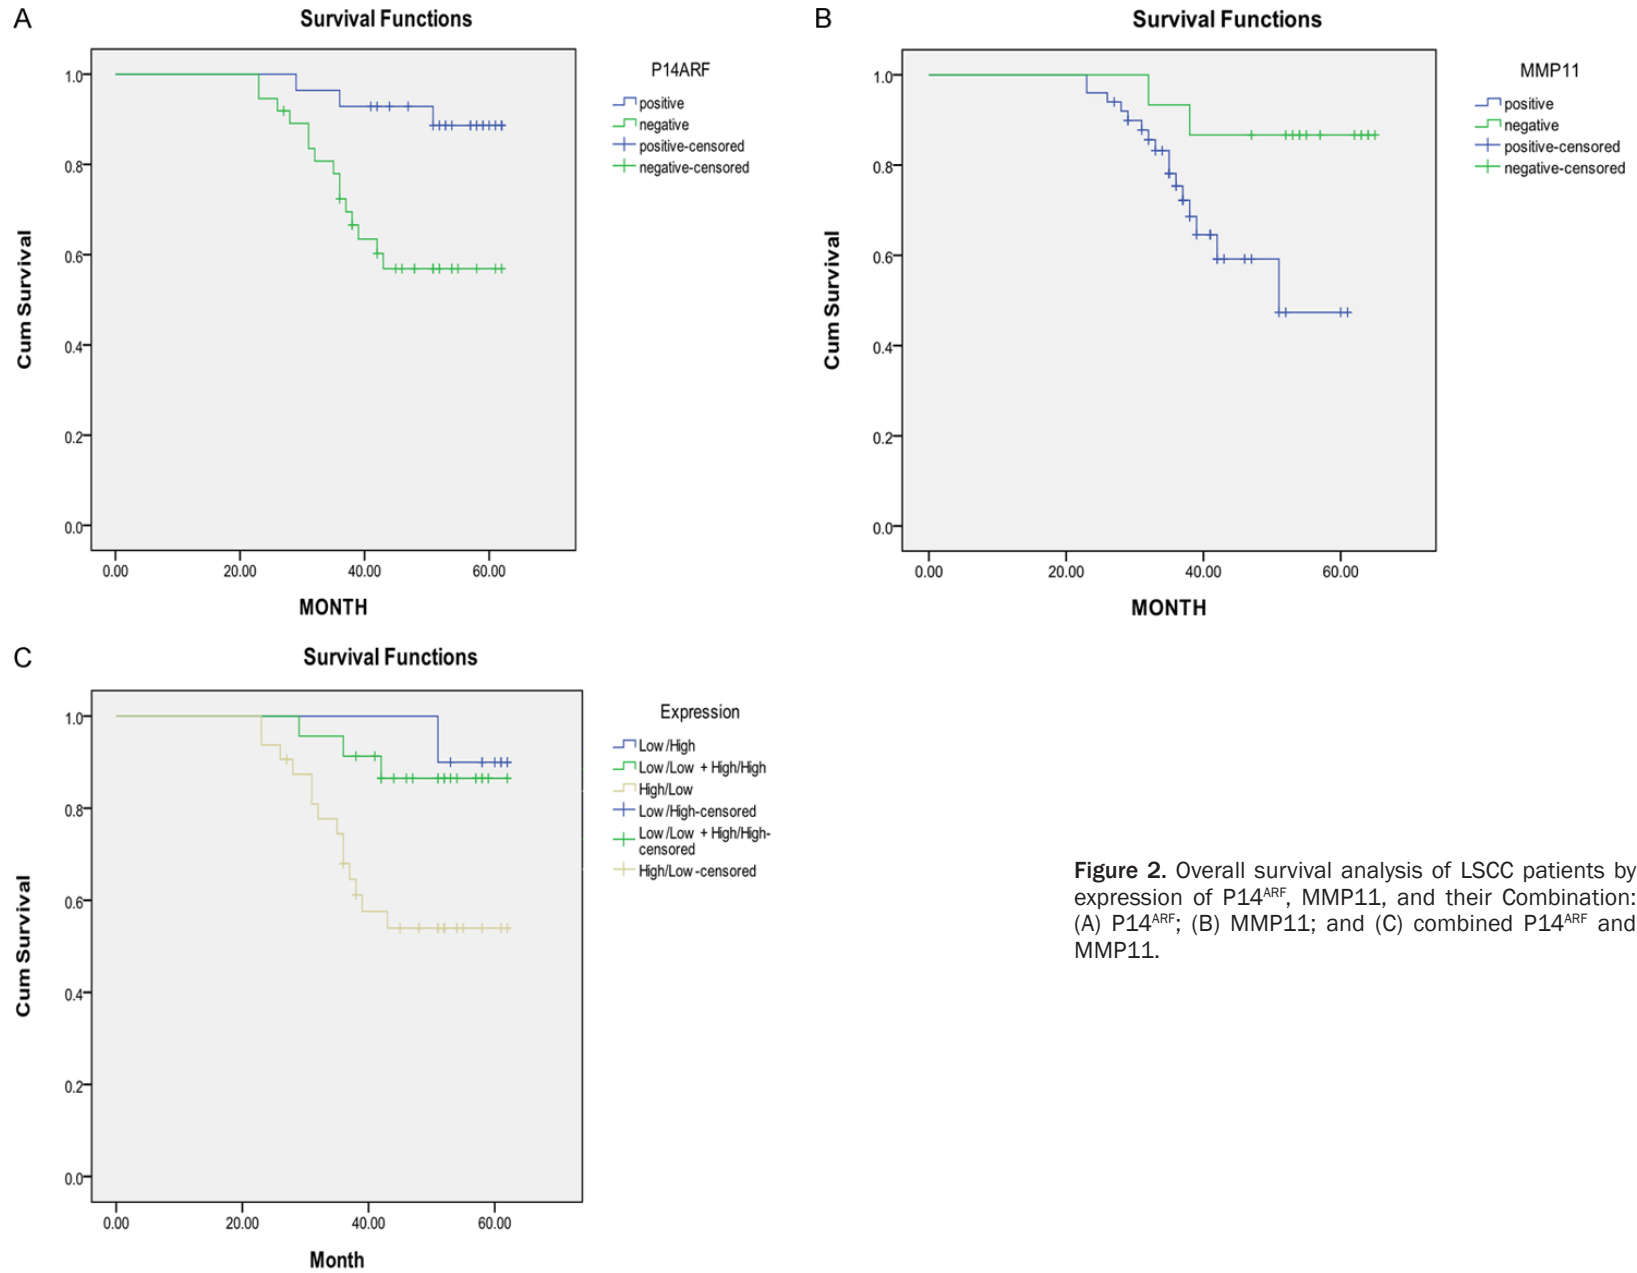 A
Survival Functions
1.0
0.8
0.6
0.4
0.2
0.0
Cum Survival
0.00 20.00 40.00 60.00
MONTH
P14ARF
positive
negative
positive-censored
negative-censored
B
Survival Functions
1.0
0.8
0.6
0.4
0.2
0.0
Cum Survival
0.00 20.00 40.00 60.00
MONTH
MMP11
positive
negative
positive-censored
negative-censored
C
Survival Functions
1.0
0.8
0.6
0.4
0.2
0.0
Cum Survival
0.00 20.00 40.00 60.00
Month
Expression
Low/High
Low/Low + High/High
High/Low
Low/High-censored
Low/Low + High/High-
censored
High/Low-censored
Figure 2. Overall survival analysis of LSCC patients by
expression of P14ARF, MMP11, and their Combination:
(A) P14ARF; (B) MMP11; and (C) combined P14ARF and
MMP11.